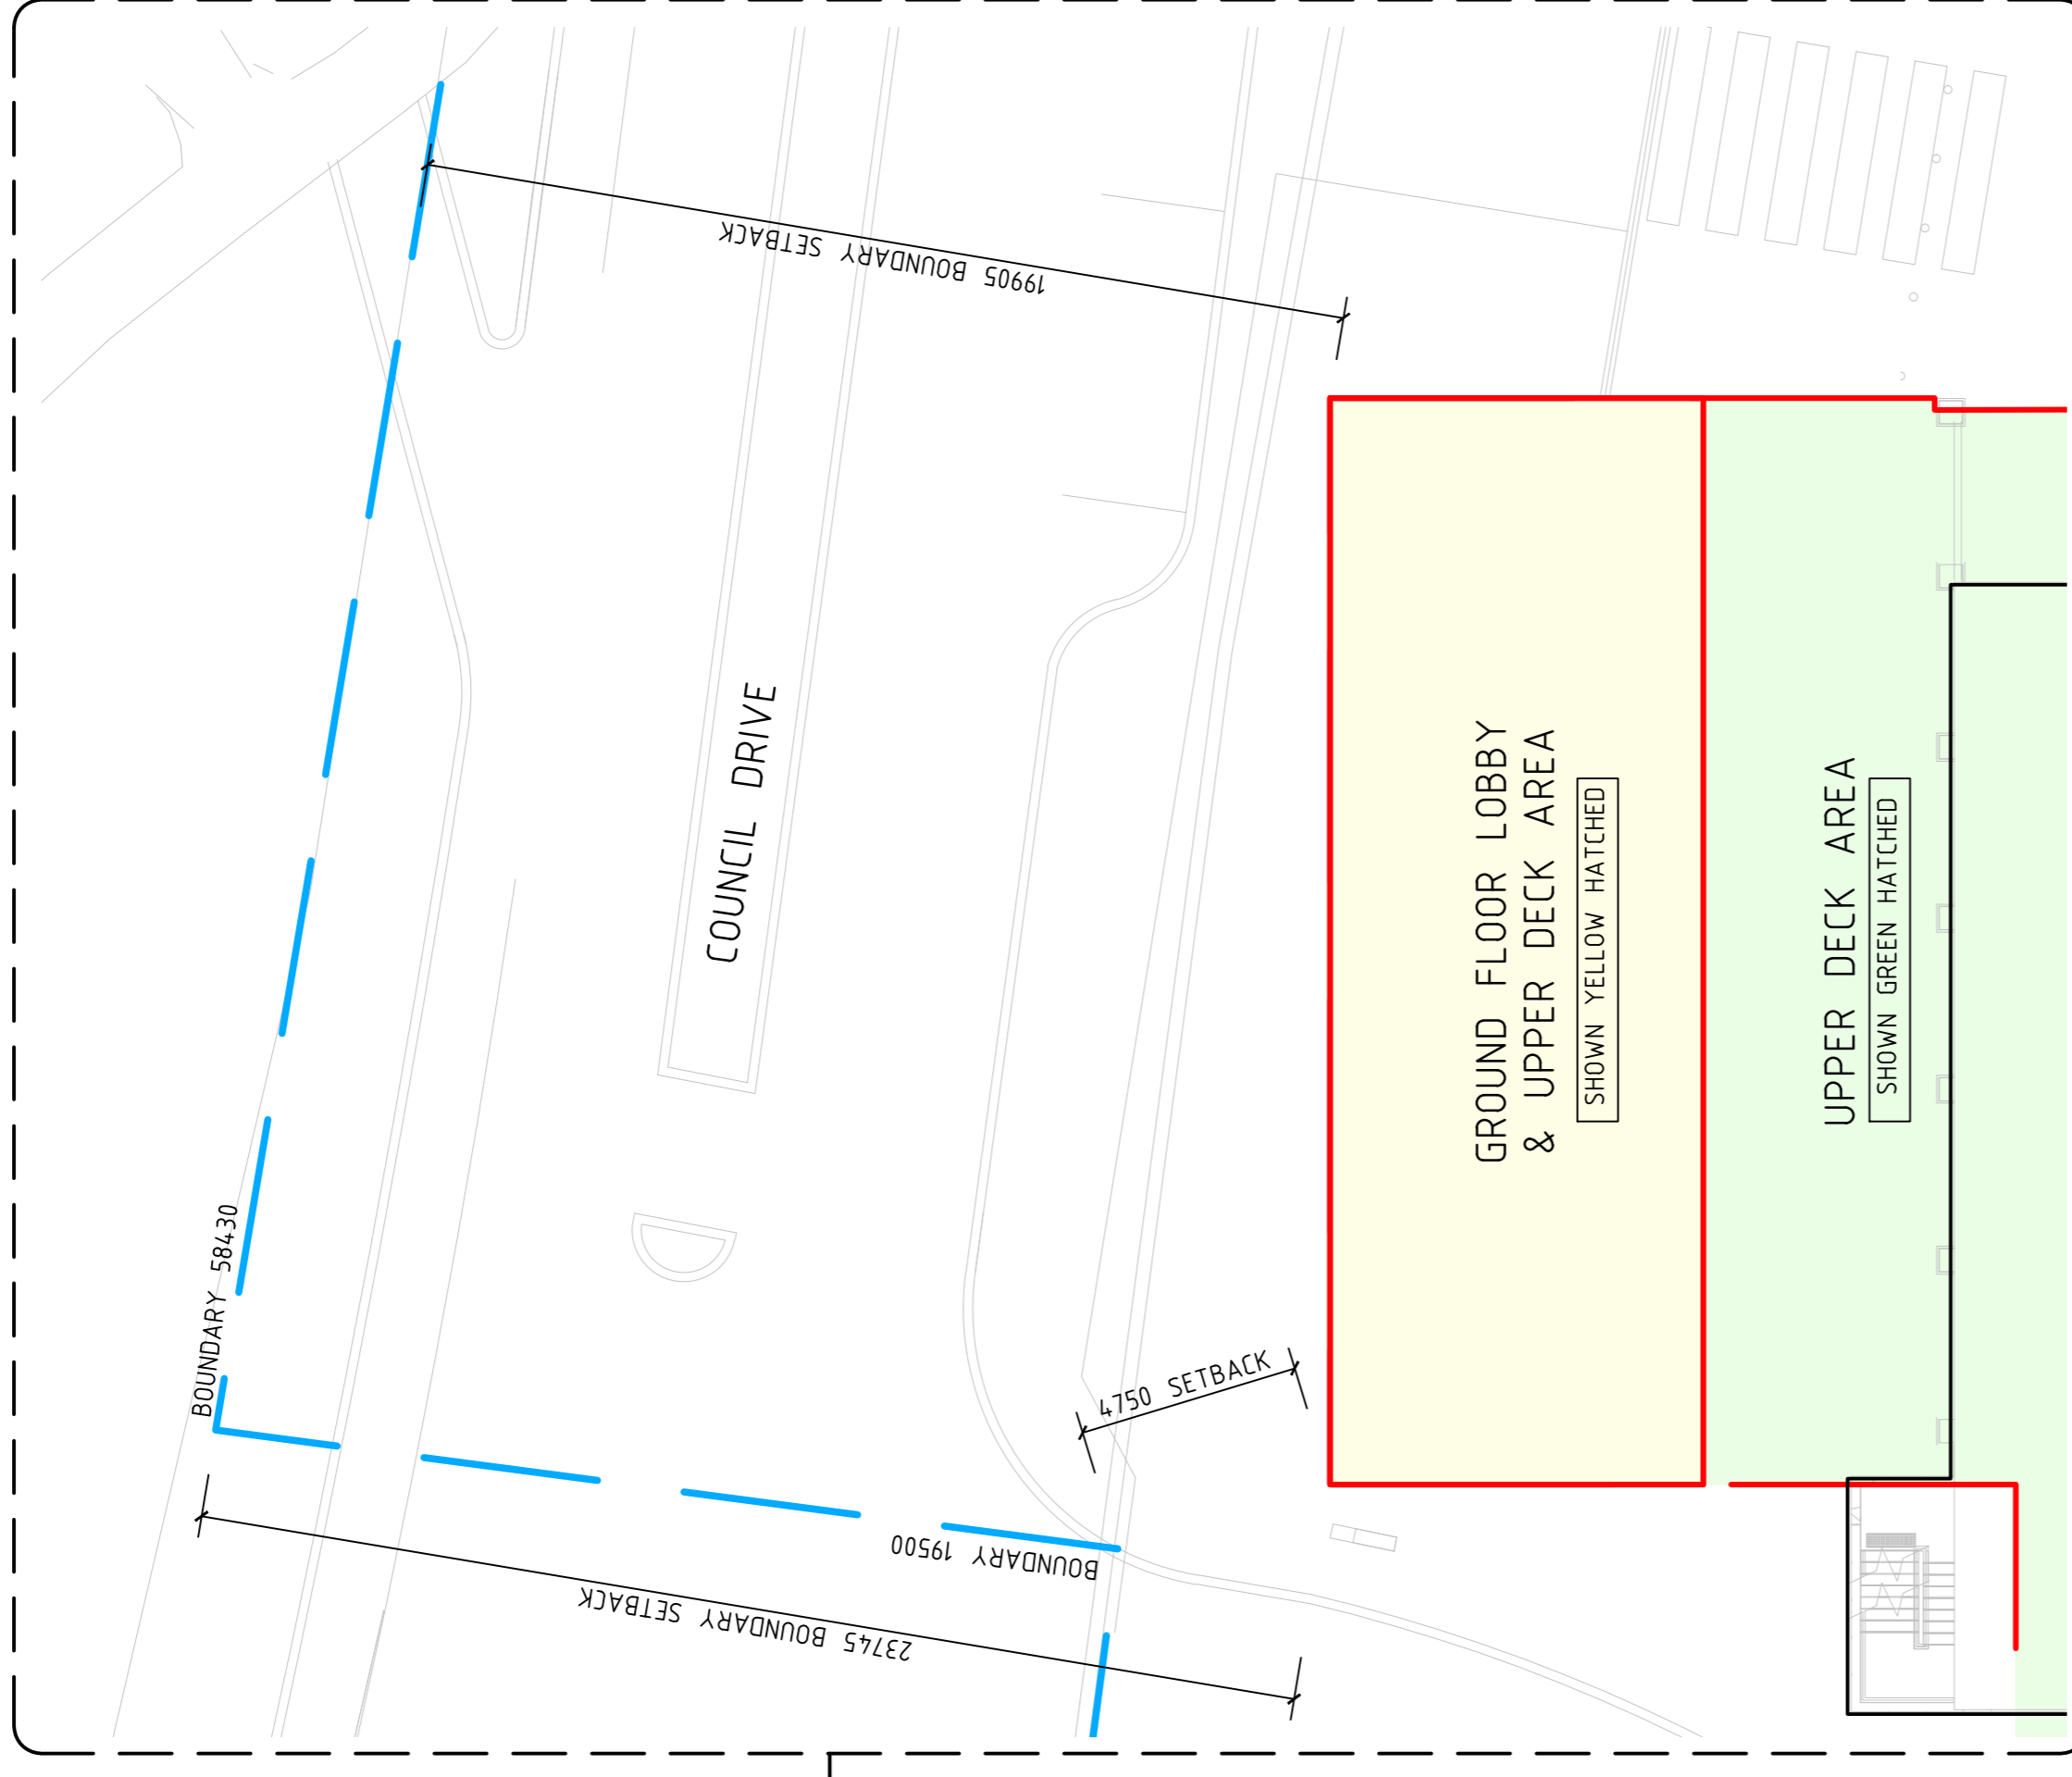 19905 BOUNDARY SETBACK
COUNCIL DRIVE
GROUND FLOOR LOBBY
& UPPER DECK AREA
SHOWN YELLOW HATCHED
UPPER DECK AREA
SHOWN GREEN HATCHED
BOUNDARY 58430
4750 SETBACK
BOUNDARY 19500
23745 BOUNDARY SETBACK